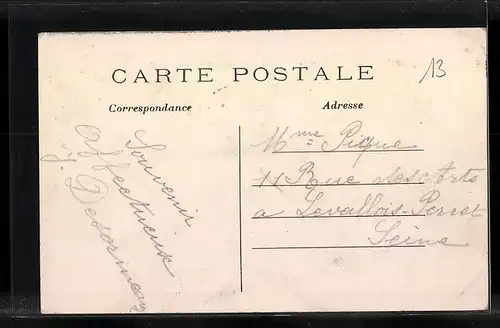 CARTE POSTALE
13
Correspondance
Adresse
Souvenir
affectueux
J.
Mme Pique
11 Rue des Arts
a Levallois-Perret
Seine